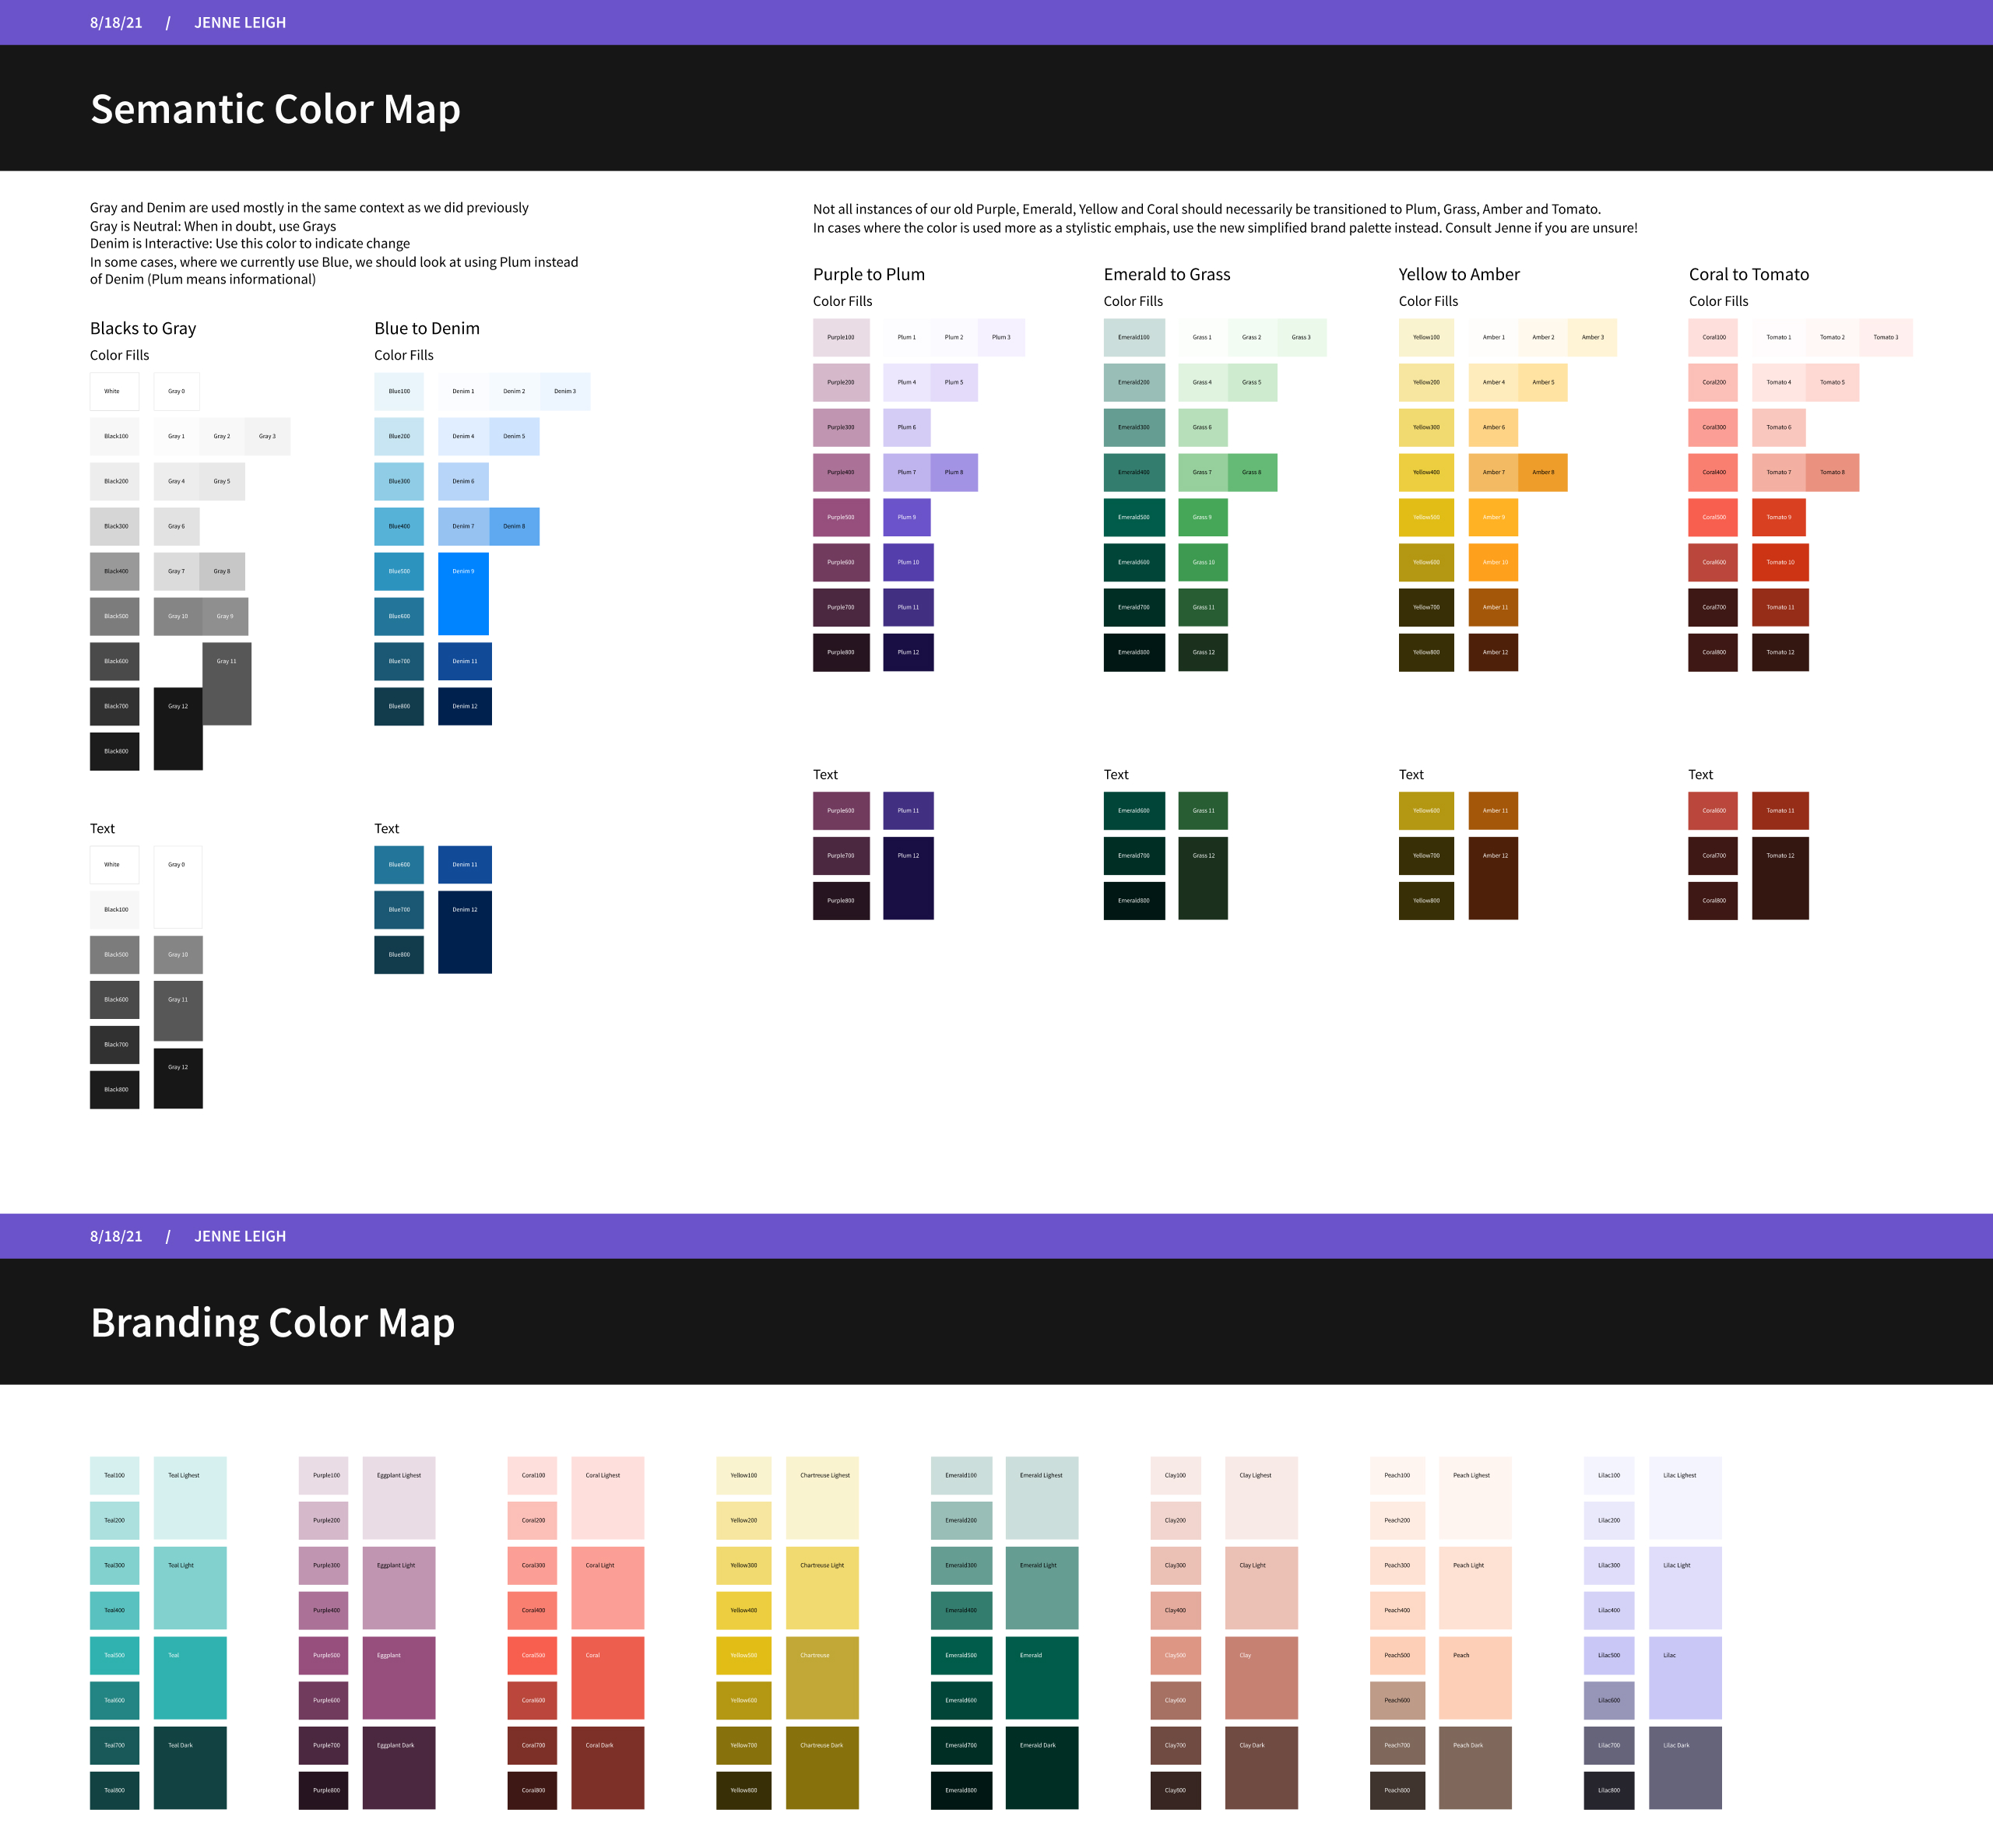 8/18/21 / JENNE LEIGH
Semantic Color Map
Gray and Denim are used mostly in the same context as we did previously
Gray is Neutral: When in doubt, use Grays
Denim is Interactive: Use this color to indicate change
In some cases, where we currently use Blue, we should look at using Plum instead
of Denim (Plum means informational)
Blacks to Gray
Color Fills
White Gray 0
Black100 Gray 1 Gray 2 Gray 3
Black200 Gray 4 Gray 5
Black300 Gray 6
Black400 Gray 7 Gray 8
Black500 Gray 10 Gray 9
Black600 Gray 11
Black700 Gray 12
Black800
Text
White Gray 0
Black100
Black500 Gray 10
Black600 Gray 11
Black700
Gray 12
Black800
Blue to Denim
Color Fills
Blue100 Denim 1 Denim 2 Denim 3
Blue200 Denim 4 Denim 5
Blue300 Denim 6
Blue400 Denim 7 Denim 8
Blue500 Denim 9
Blue600
Blue700 Denim 11
Blue800 Denim 12
Text
Blue600 Denim 11
Blue700 Denim 12
Blue800
Not all instances of our old Purple, Emerald, Yellow and Coral should necessarily be transitioned to Plum, Grass, Amber and Tomato.
In cases where the color is used more as a stylistic emphais, use the new simplified brand palette instead. Consult Jenne if you are unsure!
Purple to Plum
Color Fills
Purple100 Plum 1 Plum 2 Plum 3
Purple200 Plum 4 Plum 5
Purple300 Plum 6
Purple400 Plum 7 Plum 8
Purple500 Plum 9
Purple600 Plum 10
Purple700 Plum 11
Purple800 Plum 12
Text
Purple600 Plum 11
Purple700 Plum 12
Purple800
Emerald to Grass
Color Fills
Emerald100 Grass 1 Grass 2 Grass 3
Emerald200 Grass 4 Grass 5
Emerald300 Grass 6
Emerald400 Grass 7 Grass 8
Emerald500 Grass 9
Emerald600 Grass 10
Emerald700 Grass 11
Emerald800 Grass 12
Text
Emerald600 Grass 11
Emerald700 Grass 12
Emerald800
Yellow to Amber
Color Fills
Yellow100 Amber 1 Amber 2 Amber 3
Yellow200 Amber 4 Amber 5
Yellow300 Amber 6
Yellow400 Amber 7 Amber 8
Yellow500 Amber 9
Yellow600 Amber 10
Yellow700 Amber 11
Yellow800 Amber 12
Text
Yellow600 Amber 11
Yellow700 Amber 12
Yellow800
Coral to Tomato
Color Fills
Coral100 Tomato 1 Tomato 2 Tomato 3
Coral200 Tomato 4 Tomato 5
Coral300 Tomato 6
Coral400 Tomato 7 Tomato 8
Coral500 Tomato 9
Coral600 Tomato 10
Coral700 Tomato 11
Coral800 Tomato 12
Text
Coral600 Tomato 11
Coral700 Tomato 12
Coral800
8/18/21 / JENNE LEIGH
Branding Color Map
Teal100 Teal Lighest
Teal200
Teal300 Teal Light
Teal400
Teal500 Teal
Teal600
Teal700 Teal Dark
Teal800
Purple100 Eggplant Lighest
Purple200
Purple300 Eggplant Light
Purple400
Purple500 Eggplant
Purple600
Purple700 Eggplant Dark
Purple800
Coral100 Coral Lighest
Coral200
Coral300 Coral Light
Coral400
Coral500 Coral
Coral600
Coral700 Coral Dark
Coral800
Yellow100 Chartreuse Lighest
Yellow200
Yellow300 Chartreuse Light
Yellow400
Yellow500 Chartreuse
Yellow600
Yellow700 Chartreuse Dark
Yellow800
Emerald100 Emerald Lighest
Emerald200
Emerald300 Emerald Light
Emerald400
Emerald500 Emerald
Emerald600
Emerald700 Emerald Dark
Emerald800
Clay100 Clay Lighest
Clay200
Clay300 Clay Light
Clay400
Clay500 Clay
Clay600
Clay700 Clay Dark
Clay800
Peach100 Peach Lighest
Peach200
Peach300 Peach Light
Peach400
Peach500 Peach
Peach600
Peach700 Peach Dark
Peach800
Lilac100 Lilac Lighest
Lilac200
Lilac300 Lilac Light
Lilac400
Lilac500 Lilac
Lilac600
Lilac700 Lilac Dark
Lilac800